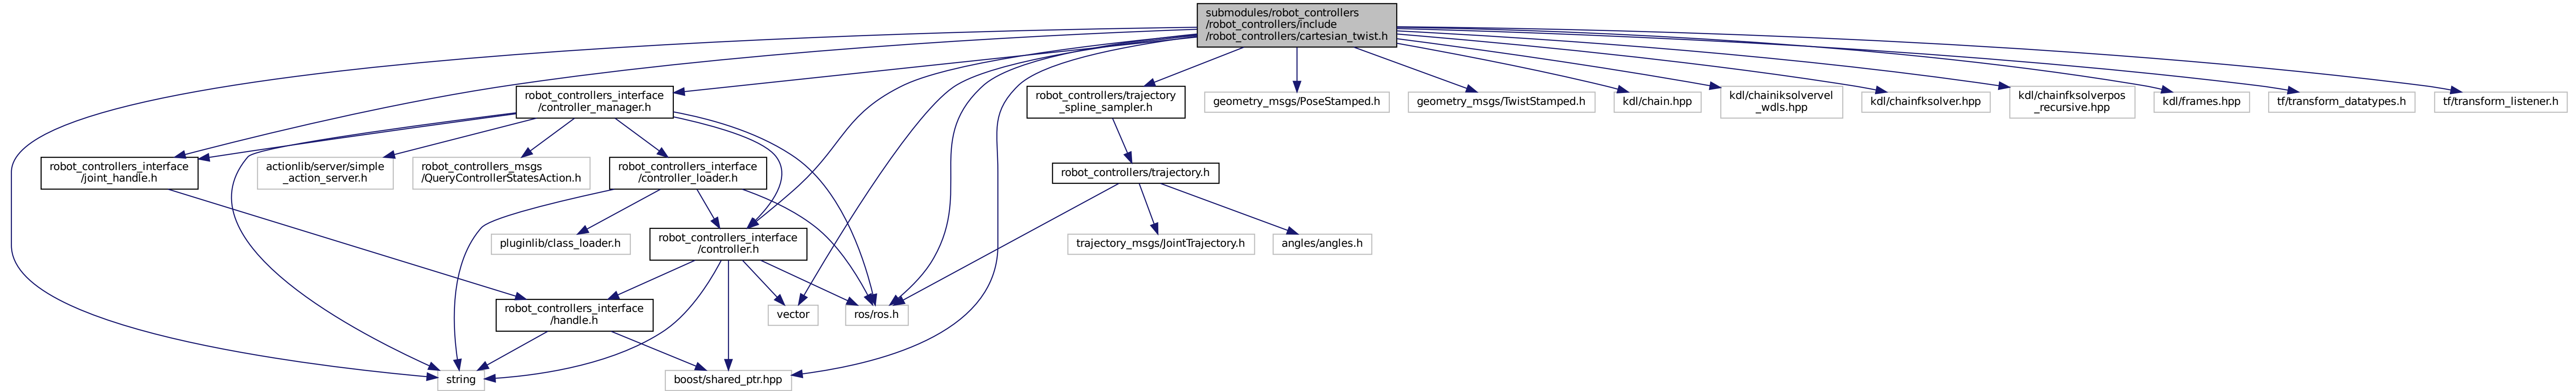 submodules/robot_controllers
/robot_controllers/include
/robot_controllers/cartesian_twist.h
robot_controllers_interface
/controller_manager.h
robot_controllers/trajectory
_spline_sampler.h
geometry_msgs/PoseStamped.h
geometry_msgs/TwistStamped.h
kdl/chain.hpp
kdl/chainiksolvervel
_wdls.hpp
kdl/chainfksolver.hpp
kdl/chainfksolverpos
_recursive.hpp
kdl/frames.hpp
tf/transform_datatypes.h
tf/transform_listener.h
robot_controllers_interface
/joint_handle.h
actionlib/server/simple
_action_server.h
robot_controllers_msgs
/QueryControllerStatesAction.h
robot_controllers_interface
/controller_loader.h
robot_controllers/trajectory.h
pluginlib/class_loader.h
robot_controllers_interface
/controller.h
trajectory_msgs/JointTrajectory.h
angles/angles.h
robot_controllers_interface
/handle.h
vector
ros/ros.h
string
boost/shared_ptr.hpp